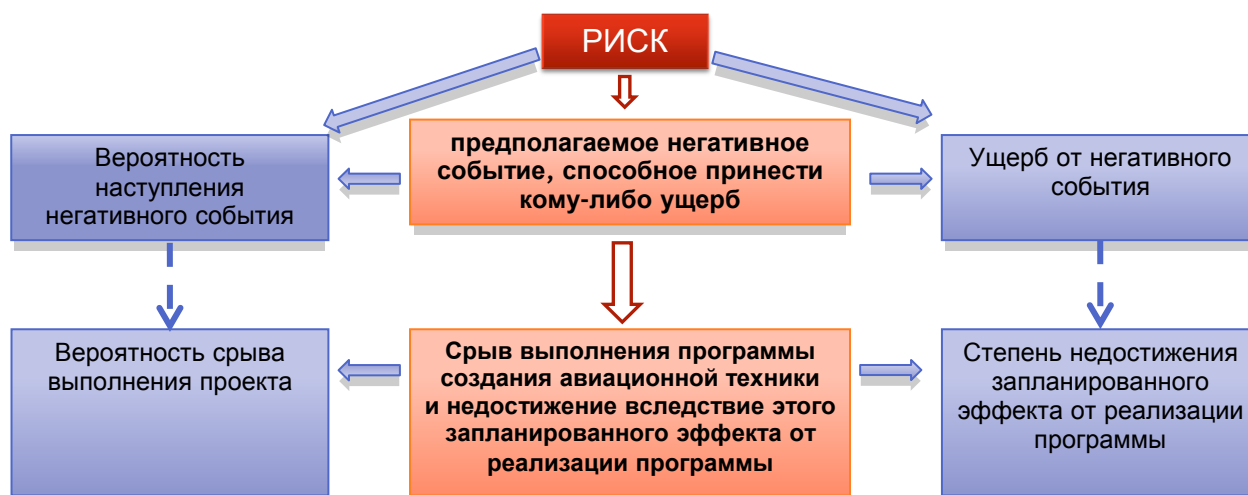 РИСК
Вероятность
наступления
негативного события
предполагаемое негативное
событие, способное принести
кому-либо ущерб
Ущерб от негативного
события
Вероятность срыва
выполнения проекта
Срыв выполнения программы
создания авиационной техники
и недостижение вследствие этого
запланированного эффекта от
реализации программы
Степень недостижения
запланированного
эффекта от реализации
программы